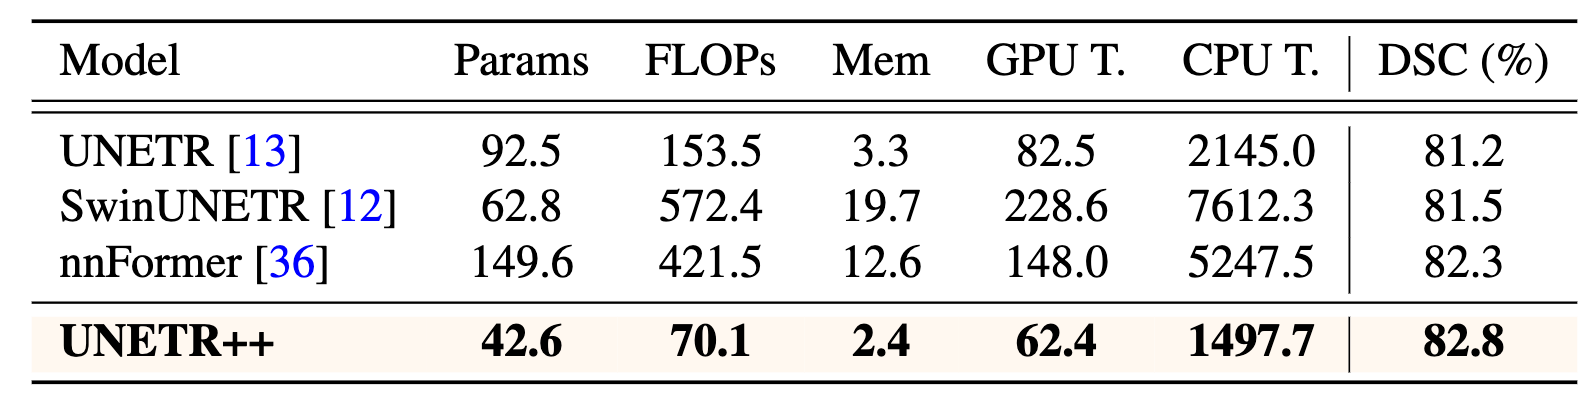 Model Params FLOPs Mem GPU T. CPU T. DSC (%)
UNETR [13] 92.5 153.5 3.3 82.5 2145.0 81.2
SwinUNETR [12] 62.8 572.4 19.7 228.6 7612.3 81.5
nnFormer [36] 149.6 421.5 12.6 148.0 5247.5 82.3
UNETR++ 42.6 70.1 2.4 62.4 1497.7 82.8